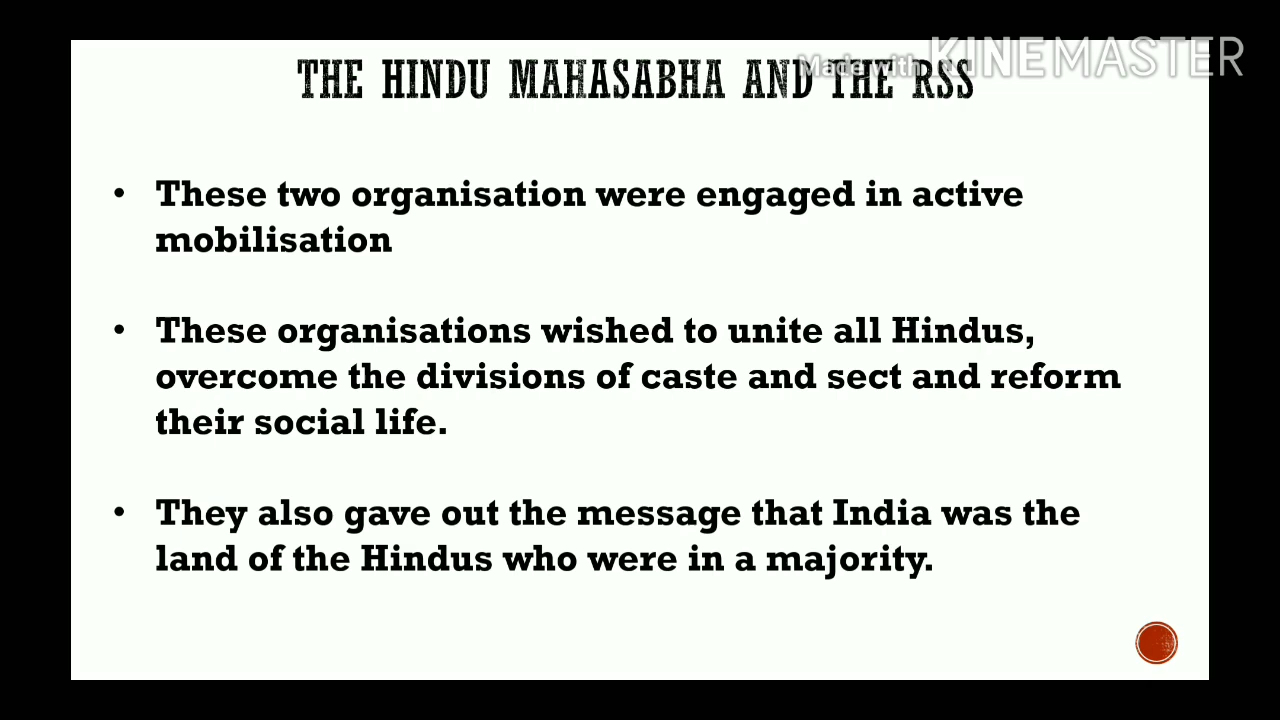 THE HINDU MAHASABHA AND THE RSS
Made with KINEMASTER
• These two organisation were engaged in active
mobilisation
• These organisations wished to unite all Hindus,
overcome the divisions of caste and sect and reform
their social life.
• They also gave out the message that India was the
land of the Hindus who were in a majority.